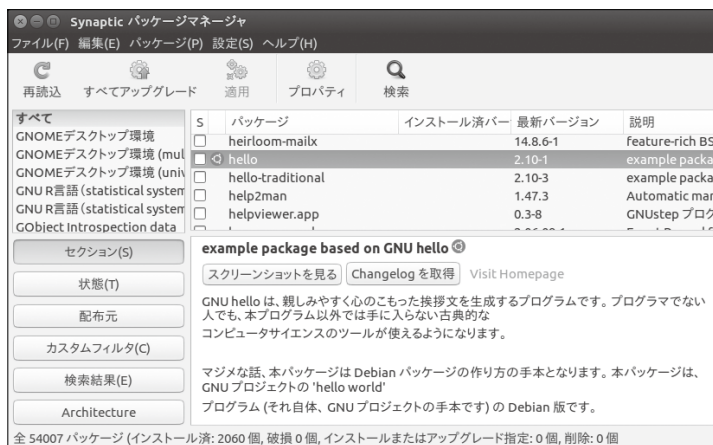 Synaptic パッケージマネージャ
ファイル(F) 編集(E) パッケージ(P) 設定(S) ヘルプ(H)
再読込 すべてアップグレード 適用 プロパティ 検索
すべて
GNOMEデスクトップ環境
GNOMEデスクトップ環境 (mul
GNOMEデスクトップ環境 (univ
GNU R言語 (statistical system
GNU R言語 (statistical system
GObject Introspection data
S パッケージ インストール済バー 最新バージョン 説明
heirloom-mailx 14.8.6-1 feature-rich BS
hello 2.10-1 example packa
hello-traditional 2.10-3 example packa
help2man 1.47.3 Automatic mar
helpviewer.app 0.3-8 GNUstep プログ
セクション(S)
状態(T)
配布元
カスタムフィルタ(C)
検索結果(E)
Architecture
example package based on GNU hello
スクリーンショットを見る Changelog を取得 Visit Homepage
GNU hello は、親しみやすく心のこもった挨拶文を生成するプログラムです。プログラマでない
人でも、本プログラム以外では手に入らない古典的な
コンピュータサイエンスのツールが使えるようになります。
マジメな話、本パッケージは Debian パッケージの作り方の手本となります。本パッケージは、
GNU プロジェクトの 'hello world'
プログラム (それ自体、GNU プロジェクトの手本です) の Debian 版です。
全 54007 パッケージ (インストール済: 2060 個, 破損 0 個, インストールまたはアップグレード指定: 0 個, 削除: 0 個